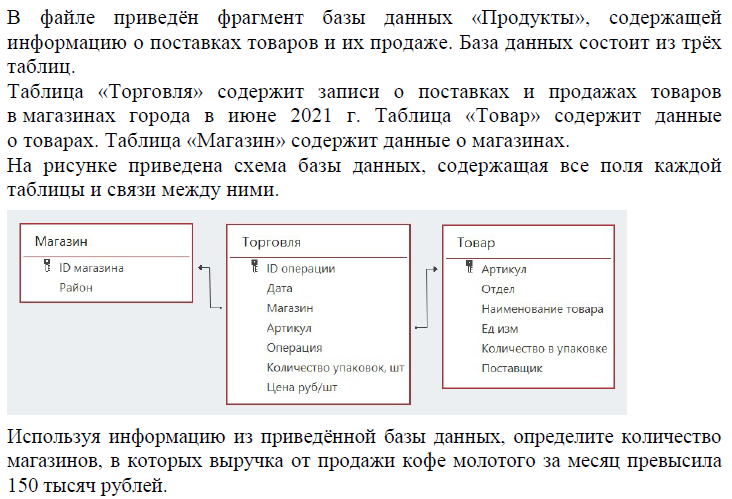 В файле приведён фрагмент базы данных «Продукты», содержащей
информацию о поставках товаров и их продаже. База данных состоит из трёх
таблиц.
Таблица «Торговля» содержит записи о поставках и продажах товаров
в магазинах города в июне 2021 г. Таблица «Товар» содержит данные
о товарах. Таблица «Магазин» содержит данные о магазинах.
На рисунке приведена схема базы данных, содержащая все поля каждой
таблицы и связи между ними.
Магазин
ID магазина
Район
Торговля
ID операции
Дата
Магазин
Артикул
Операция
Количество упаковок, шт
Цена руб/шт
Товар
Артикул
Отдел
Наименование товара
Ед изм
Количество в упаковке
Поставщик
Используя информацию из приведённой базы данных, определите количество
магазинов, в которых выручка от продажи кофе молотого за месяц превысила
150 тысяч рублей.